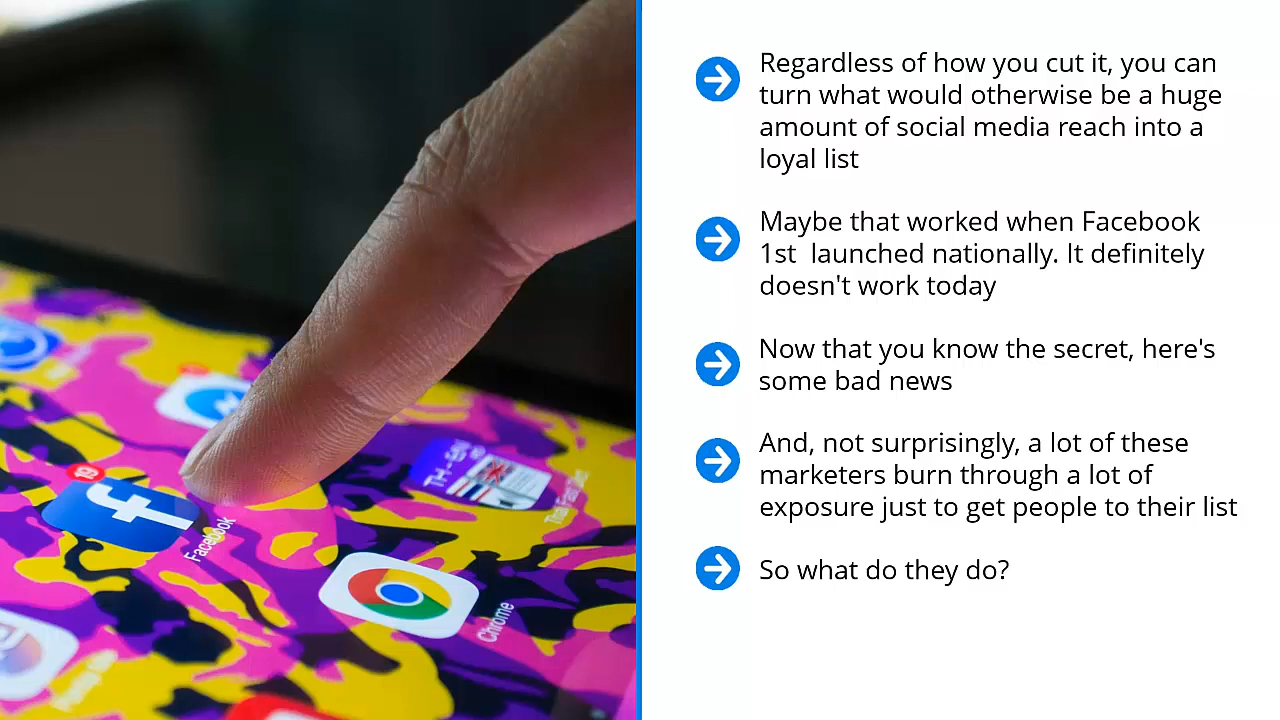 Regardless of how you cut it, you can
turn what would otherwise be a huge
amount of social media reach into a
loyal list
Maybe that worked when Facebook
1st  launched nationally. It definitely
doesn't work today
Now that you know the secret, here's
some bad news
And, not surprisingly, a lot of these
marketers burn through a lot of
exposure just to get people to their list
So what do they do?
19
Facebook
TH - EN
Chrome